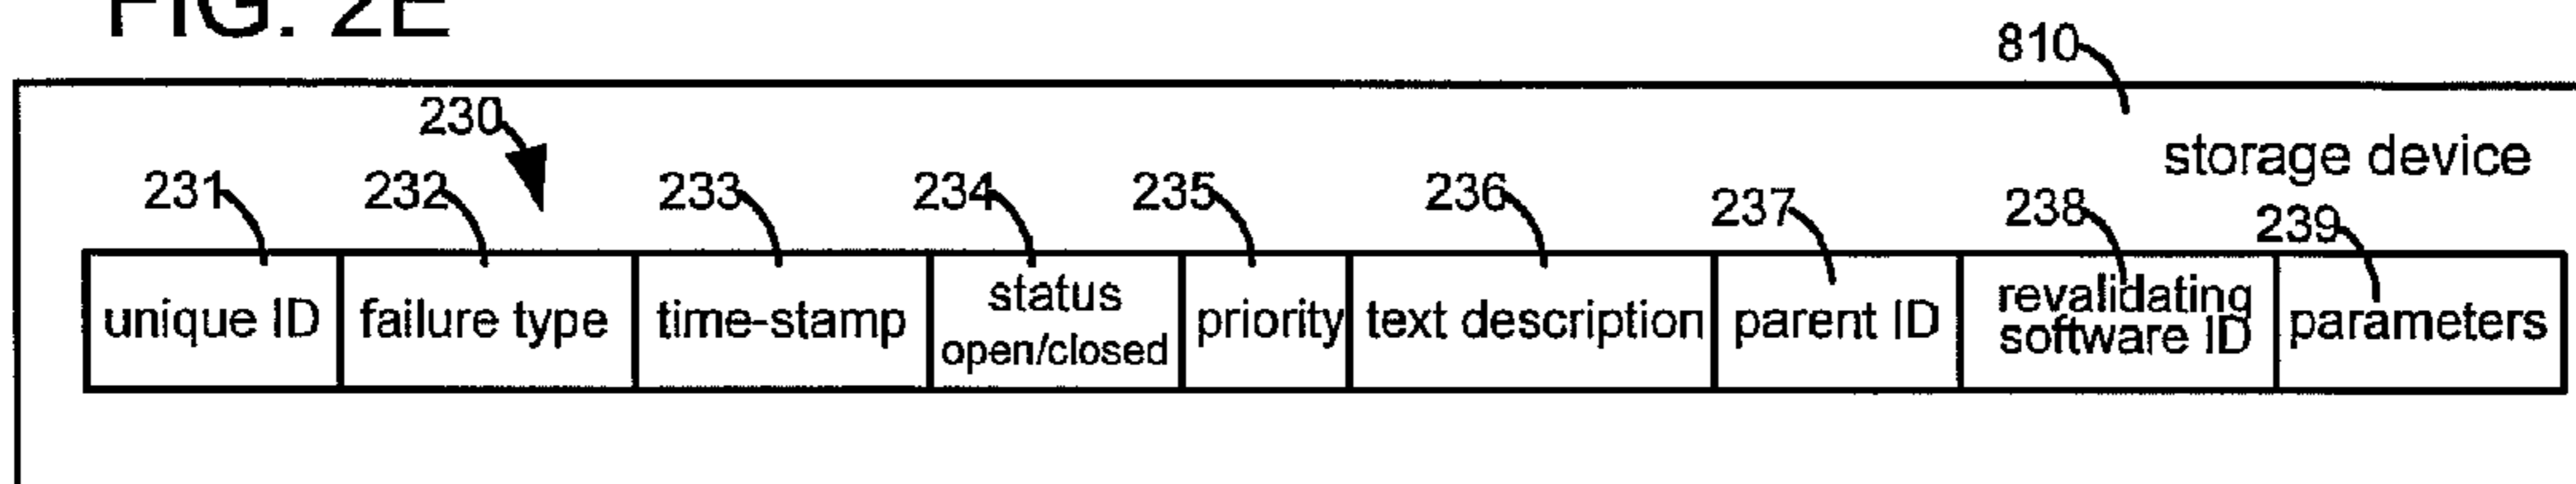 FIG. 2E
810
230
storage device
231 232 233 234 235 236 237 238 239
unique ID failure type time-stamp status open/closed priority text description parent ID revalidating software ID parameters